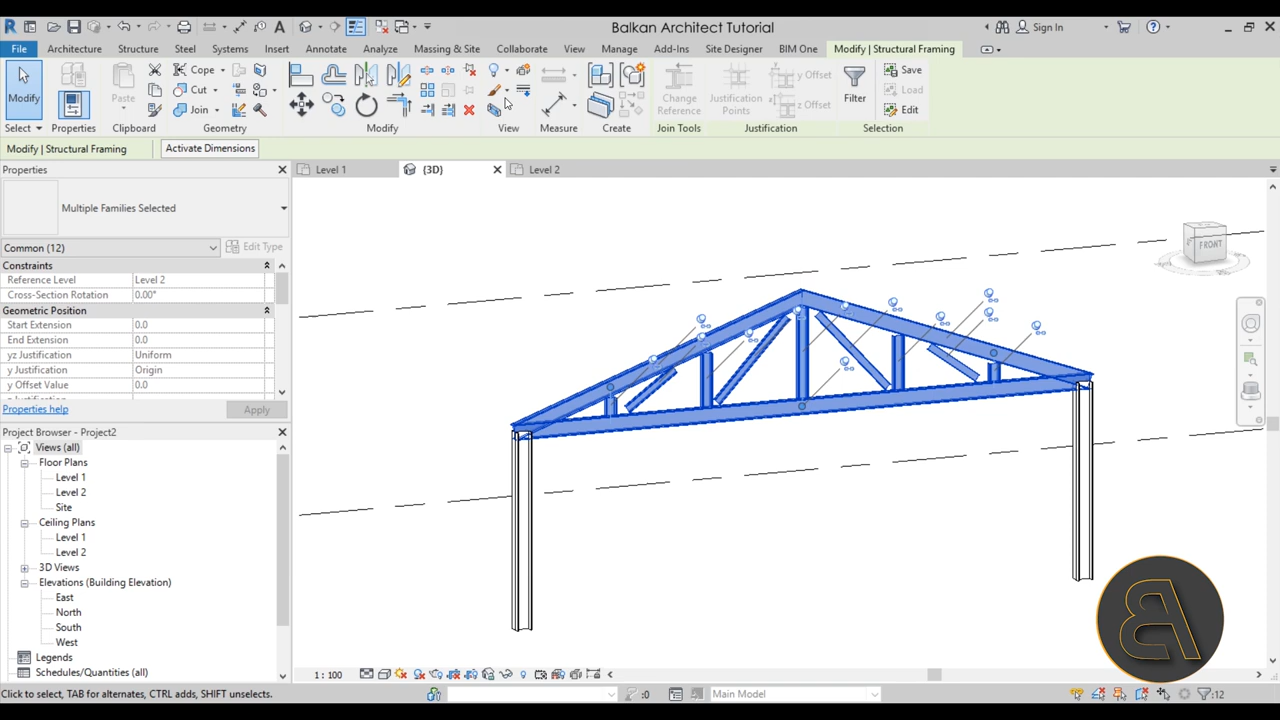 Balkan Architect Tutorial
Sign In
File Architecture Structure Steel Systems Insert Annotate Analyze Massing & Site Collaborate View Manage Add-Ins Site Designer BIM One Modify | Structural Framing
Modify
Properties
Paste
Cope
Cut
Join
Change Reference
Justification Points
y Offset
z Offset
Filter
Save
Load
Edit
Select Properties Clipboard Geometry Modify View Measure Create Join Tools Justification Selection
Modify | Structural Framing Activate Dimensions
Properties
Level 1 (3D) Level 2
Multiple Families Selected
Common (12) Edit Type
Constraints
Reference Level Level 2
Cross-Section Rotation 0.00°
Geometric Position
Start Extension 0.0
End Extension 0.0
yz Justification Uniform
y Justification Origin
y Offset Value 0.0
Properties help Apply
FRONT
Project Browser - Project2
Views (all)
Floor Plans
Level 1
Level 2
Site
Ceiling Plans
Level 1
Level 2
3D Views
Elevations (Building Elevation)
East
North
South
West
Legends
Schedules/Quantities (all)
1 : 100
Click to select, TAB for alternates, CTRL adds, SHIFT unselects.
:0
Main Model
:12